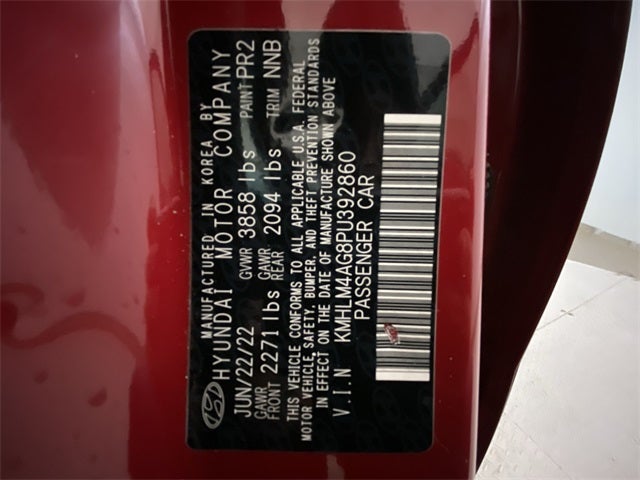 MANUFACTURED IN KOREA BY
HYUNDAI MOTOR COMPANY
JUN/22/22 GVWR 3858 lbs PAINT PR2
GAWR FRONT 2271 lbs GAWR REAR 2094 lbs TRIM NNB
THIS VEHICLE CONFORMS TO ALL APPLICABLE U.S.A. FEDERAL
MOTOR VEHICLE, SAFETY, BUMPER, AND THEFT PREVENTION STANDARDS
IN EFFECT ON THE DATE OF MANUFACTURE SHOWN ABOVE
V.I.N KMHLM4AG8PU392860
PASSENGER CAR